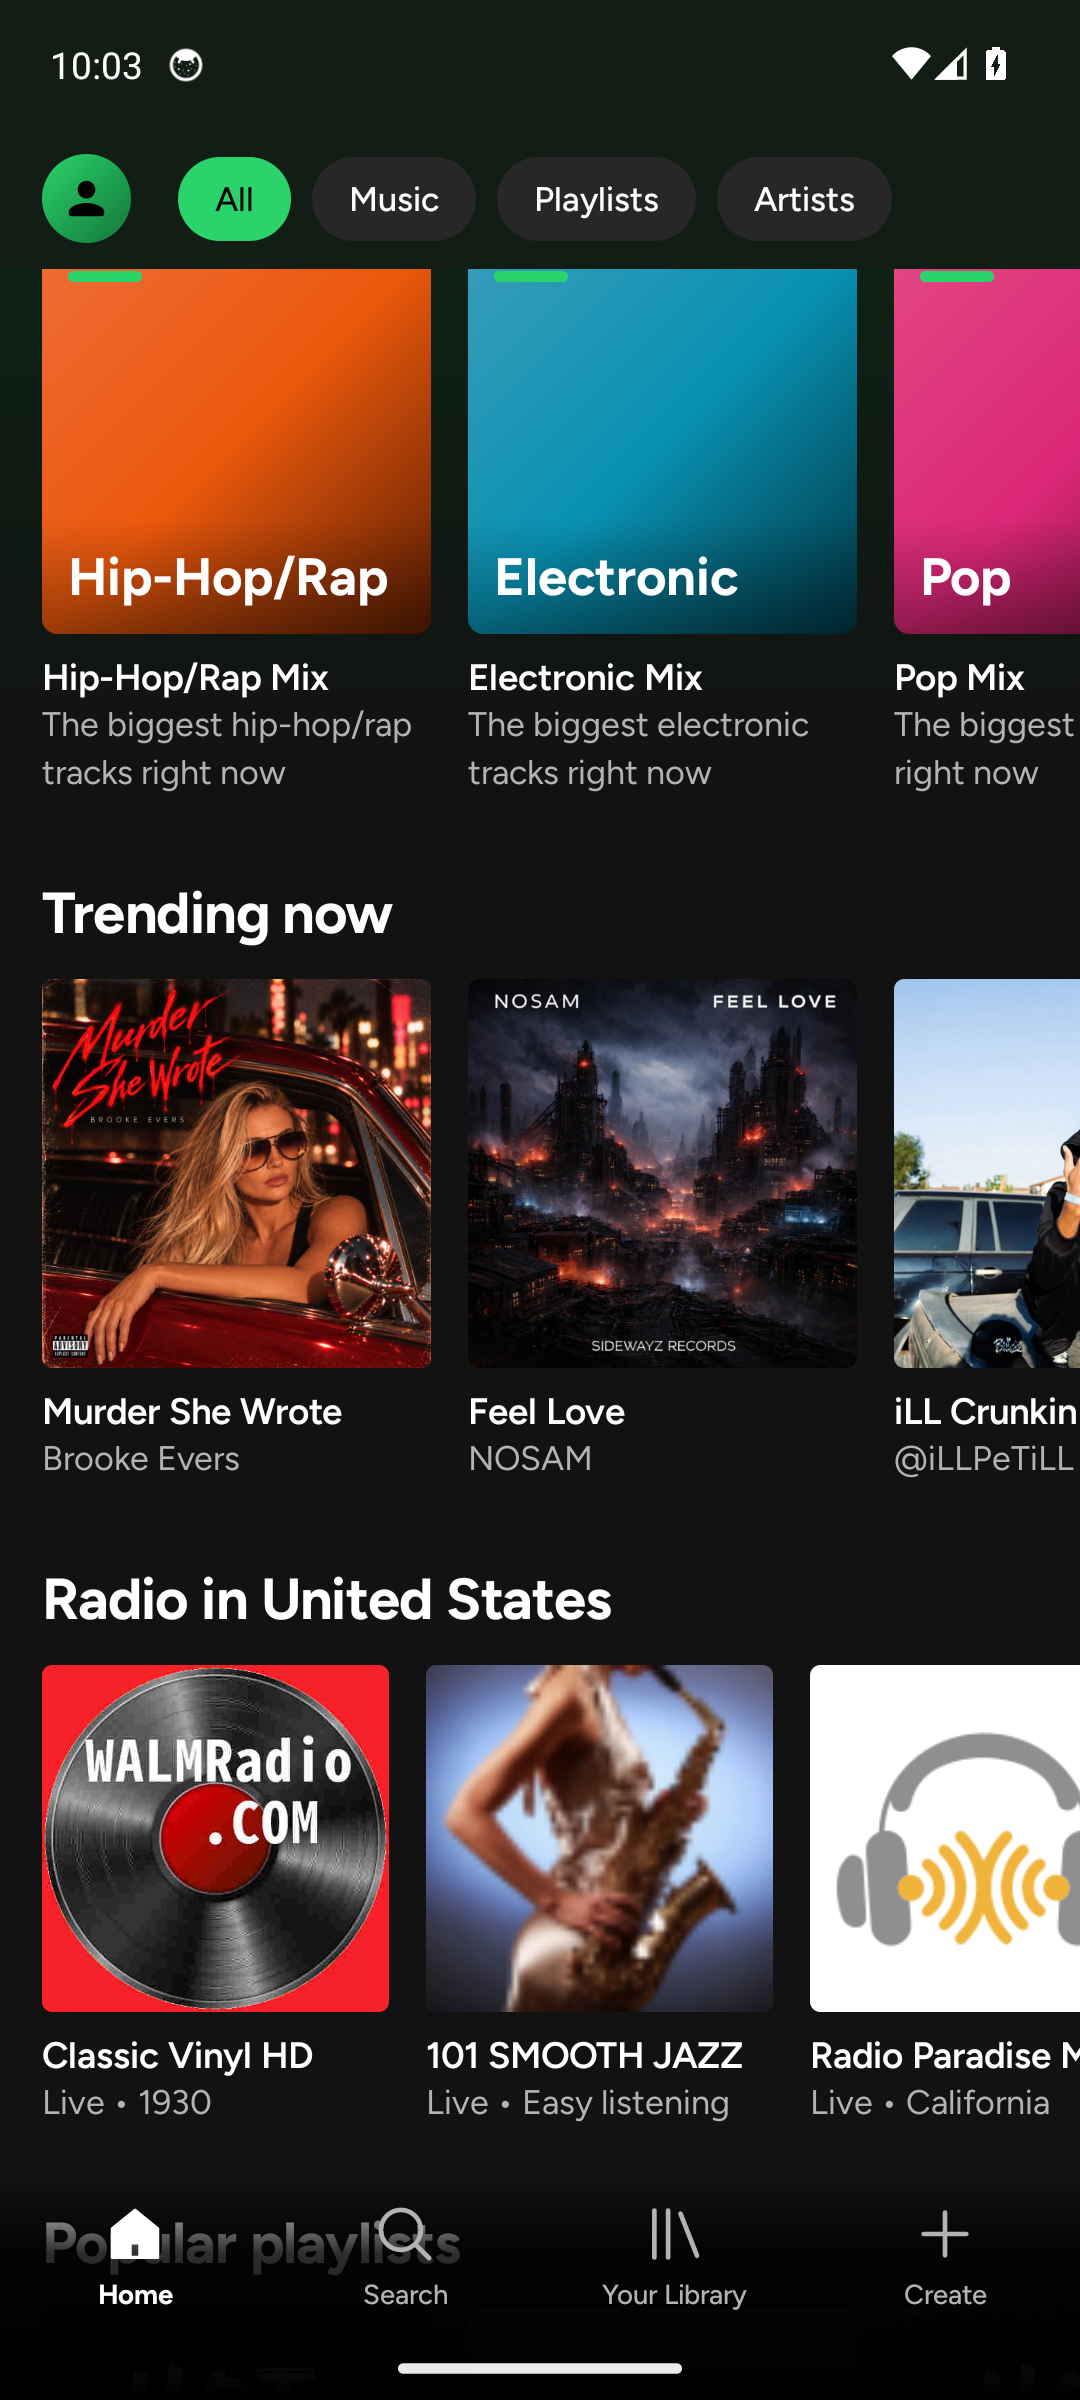 10:03
All
Music
Playlists
Artists
Hip-Hop/Rap
Electronic
Pop
Hip-Hop/Rap Mix
The biggest hip-hop/rap
tracks right now
Electronic Mix
The biggest electronic
tracks right now
Pop Mix
The biggest
right now
Trending now
Murder
She Wrote
BROOKE EVERS
PARENTAL
ADVISORY
EXPLICIT CONTENT
NOSAM
FEEL LOVE
SIDEWAYZ RECORDS
Murder She Wrote
Brooke Evers
Feel Love
NOSAM
iLL Crunkin
@iLLPeTiLL
Radio in United States
WALMRadio
.COM
Classic Vinyl HD
Live • 1930
101 SMOOTH JAZZ
Live • Easy listening
Radio Paradise M
Live • California
Popular playlists
Home
Search
Your Library
Create